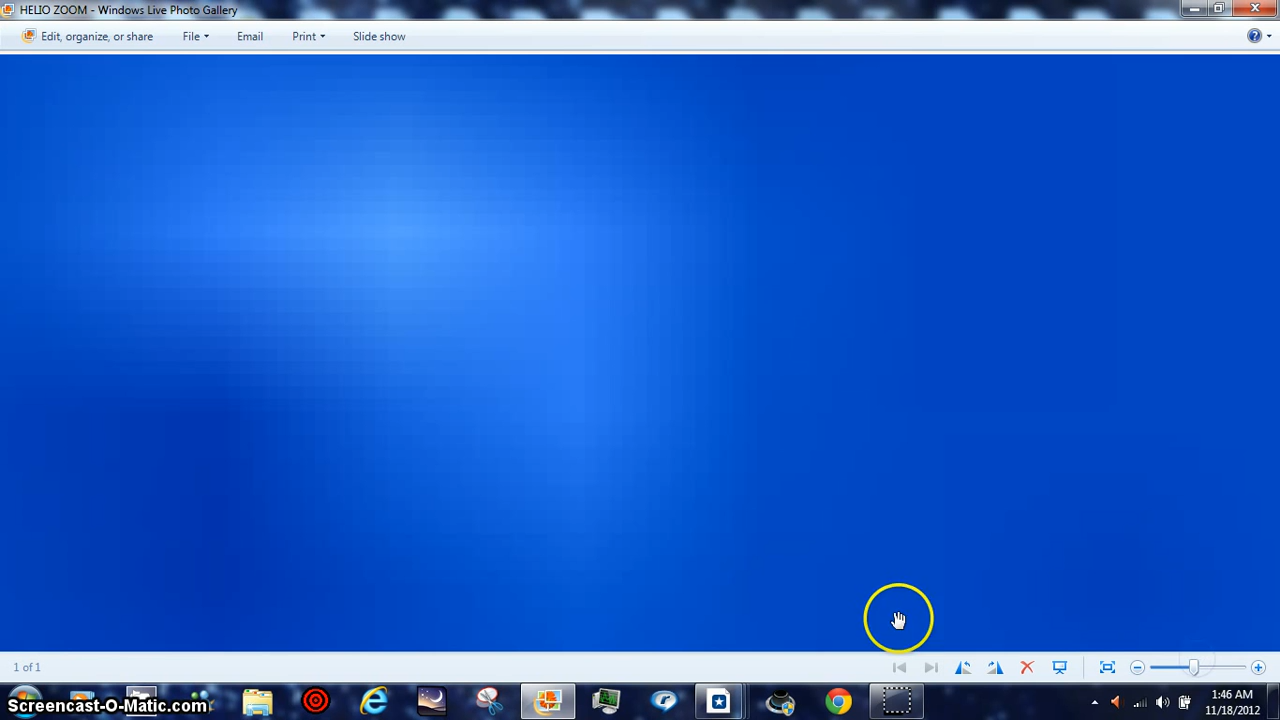 HELIO ZOOM - Windows Live Photo Gallery
Edit, organize, or share File Email Print Slide show
1 of 1
1:46 AM
11/18/2012
Screencast-O-Matic.com